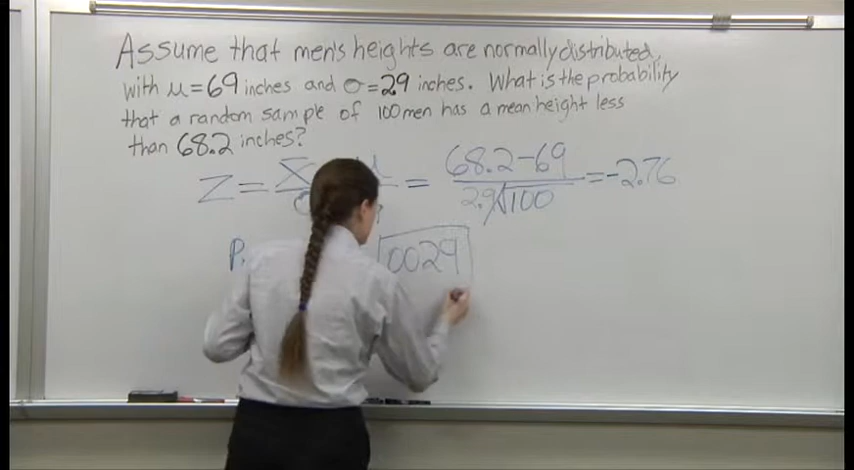 Assume that men's heights are normally distributed,
with μ=69 inches and σ=2.9 inches. What is the probability
that a random sample of 100 men has a mean height less
than 68.2 inches?
Z = X̄ μ = 68.2-69 / 2.9/√100 = -2.76
P. 0029